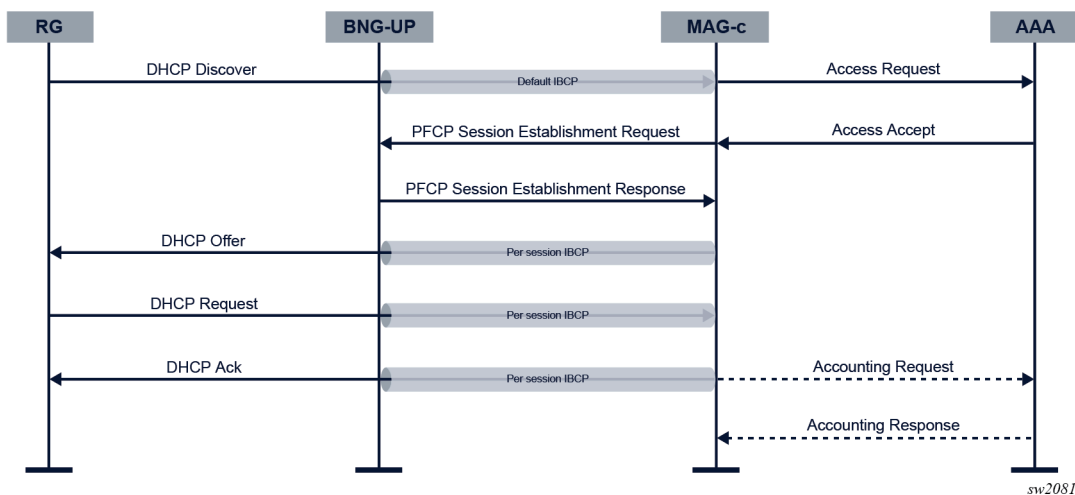 RG BNG-UP MAG-c AAA
DHCP Discover Default IBCP Access Request
PFCP Session Establishment Request Access Accept
PFCP Session Establishment Response
DHCP Offer Per session IBCP
DHCP Request Per session IBCP
DHCP Ack Per session IBCP Accounting Request
Accounting Response
sw2081